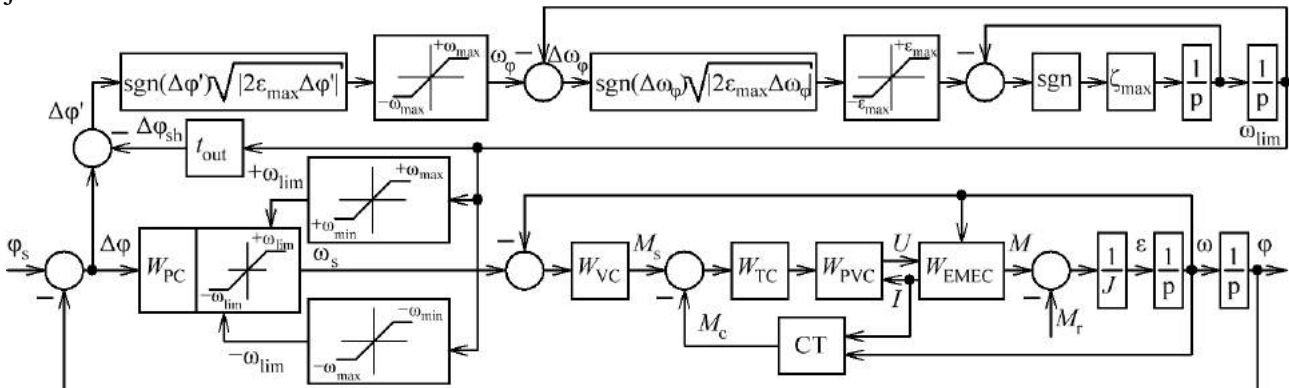 j
sgn(Δφ')√|2ε_max Δφ'|
+ω_max
−ω_max
ω_φ
−
Δω_φ
sgn(Δω_φ)√|2ε_max Δω_φ|
+ε_max
−ε_max
−
sgn
ζ_max
1/p
1/p
ω_lim
Δφ'
−
Δφ_sh
t_out
+ω_lim
+ω_max
+ω_min
φ_s
−
Δφ
W_PC
+ω_lim
−ω_lim
ω_s
−ω_lim
−ω_min
−ω_max
−
W_VC
M_s
−
W_TC
W_PVC
U
I
W_EMEC
M
−
M_r
1/J
ε
1/p
ω
1/p
φ
M_c
CT